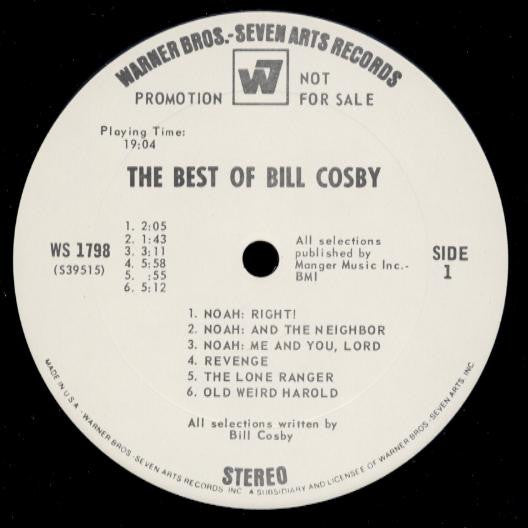 WARNER BROS.-SEVEN ARTS RECORDS
W7
PROMOTION NOT
FOR SALE
Playing Time:
19:04
THE BEST OF BILL COSBY
WS 1798
(S39515)
1. 2:05
2. 1:43
3. 3:11
4. 5:58
5. :55
6. 5:12
All selections
published by
Manger Music Inc.-
BMI
SIDE
1
1. NOAH: RIGHT!
2. NOAH: AND THE NEIGHBOR
3. NOAH: ME AND YOU, LORD
4. REVENGE
5. THE LONE RANGER
6. OLD WEIRD HAROLD
All selections written by
Bill Cosby
STEREO
MADE IN U.S.A. - WARNER BROS.-SEVEN ARTS RECORDS INC. A SUBSIDIARY AND LICENSEE OF WARNER BROS.-SEVEN ARTS, INC.